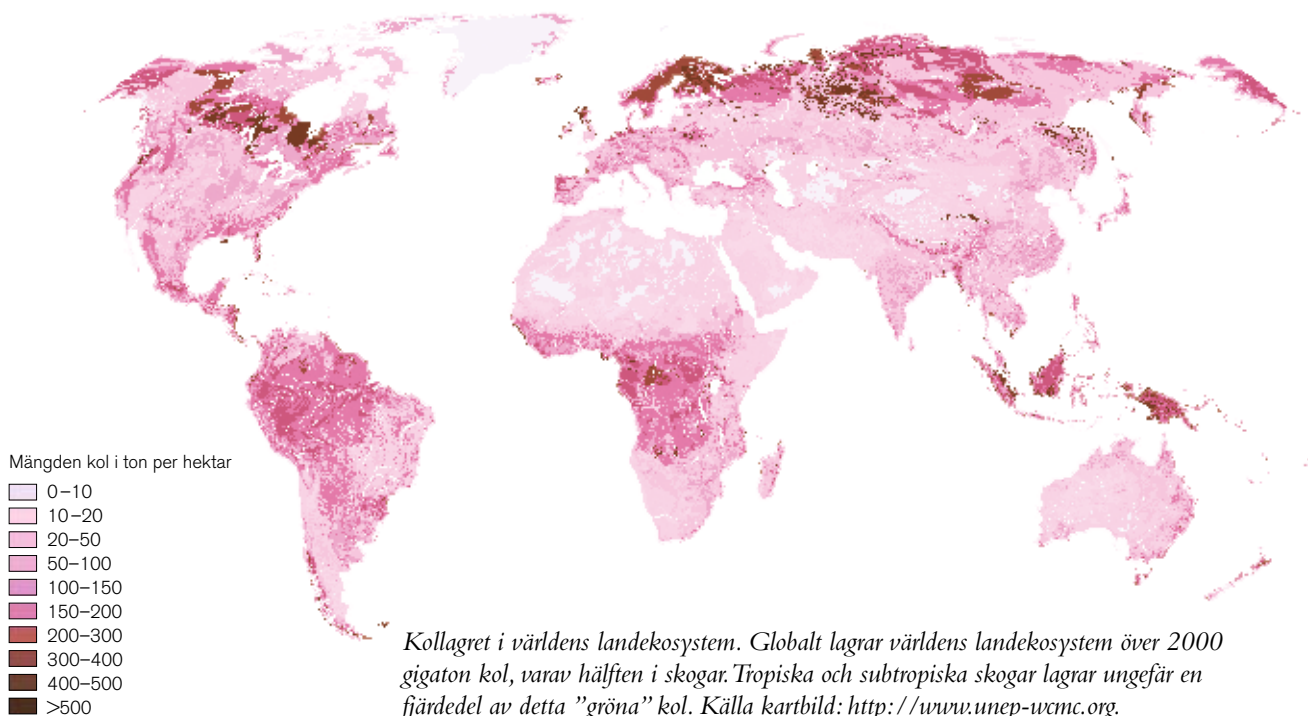 Mängden kol i ton per hektar
0–10
10–20
20–50
50–100
100–150
150–200
200–300
300–400
400–500
>500
Kollagret i världens landekosystem. Globalt lagrar världens landekosystem över 2000
gigaton kol, varav hälften i skogar. Tropiska och subtropiska skogar lagrar ungefär en
fjärdedel av detta ”gröna” kol. Källa kartbild: http://www.unep-wcmc.org.